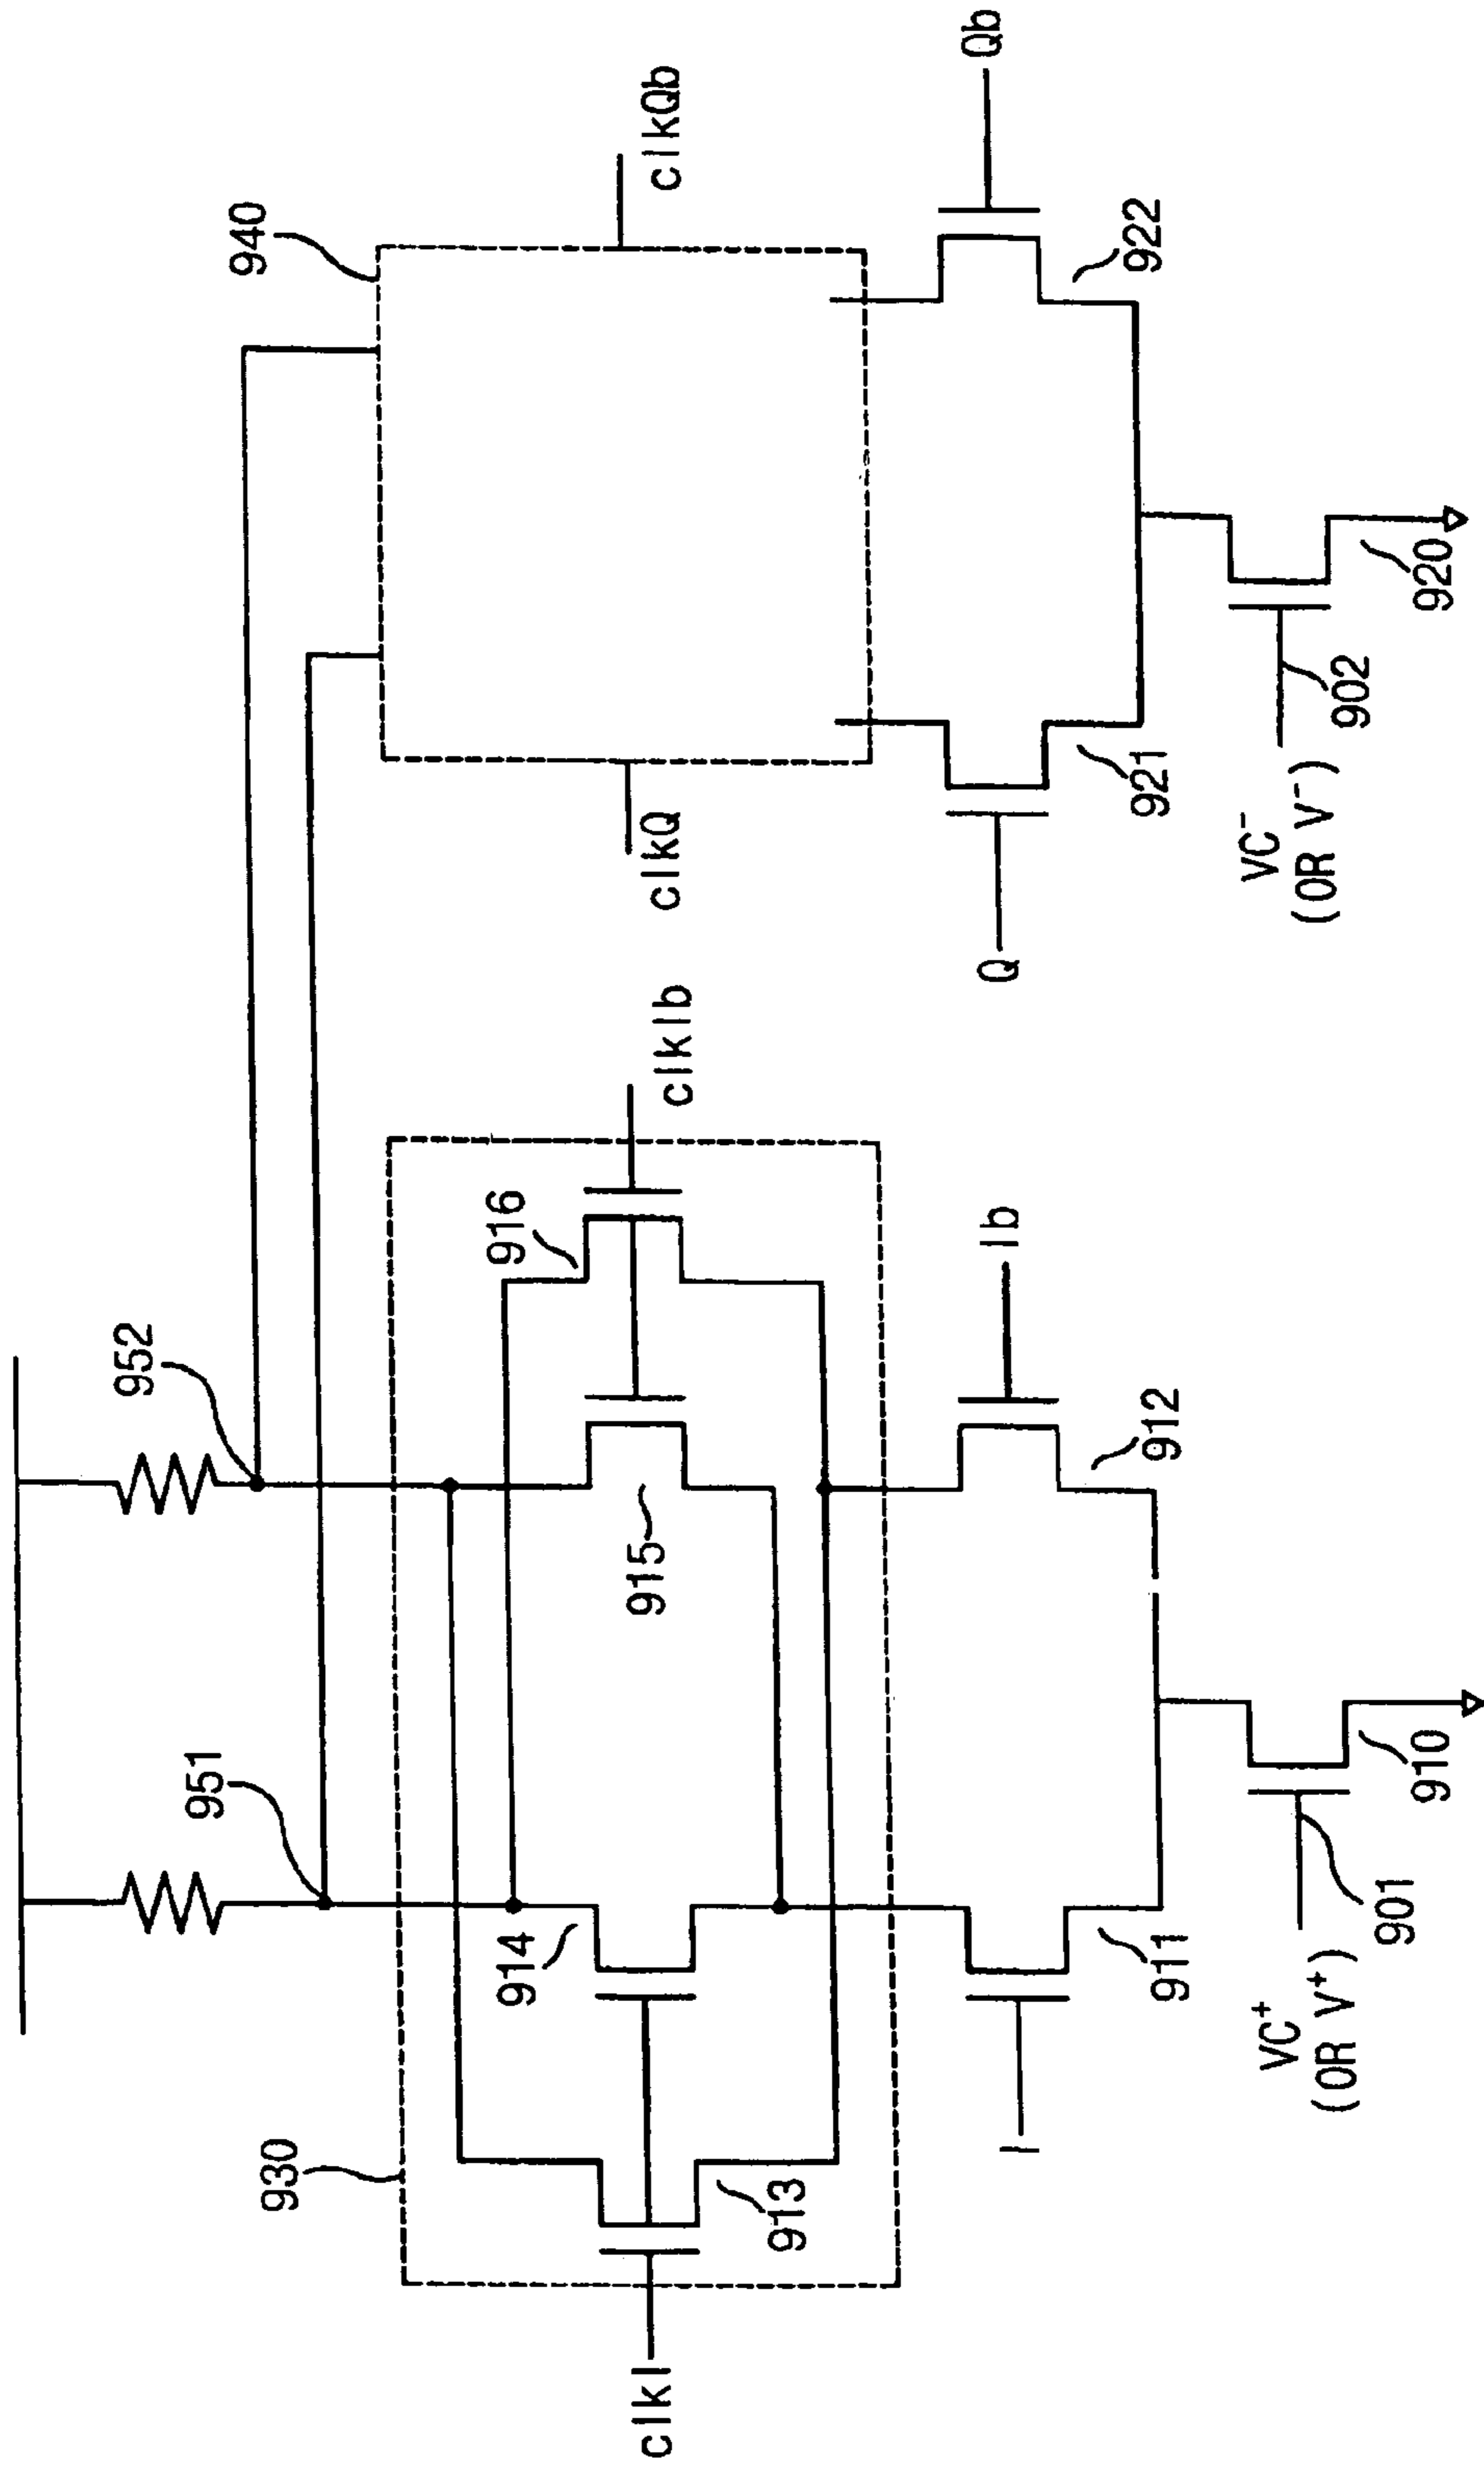 952
951
940
930
916
914
915
913
clkI
clkIb
clkQ
clkQb
I
Ib
Q
Qb
911
912
921
922
VC+
(OR V+)
901
910
VC-
(OR V-)
902
920